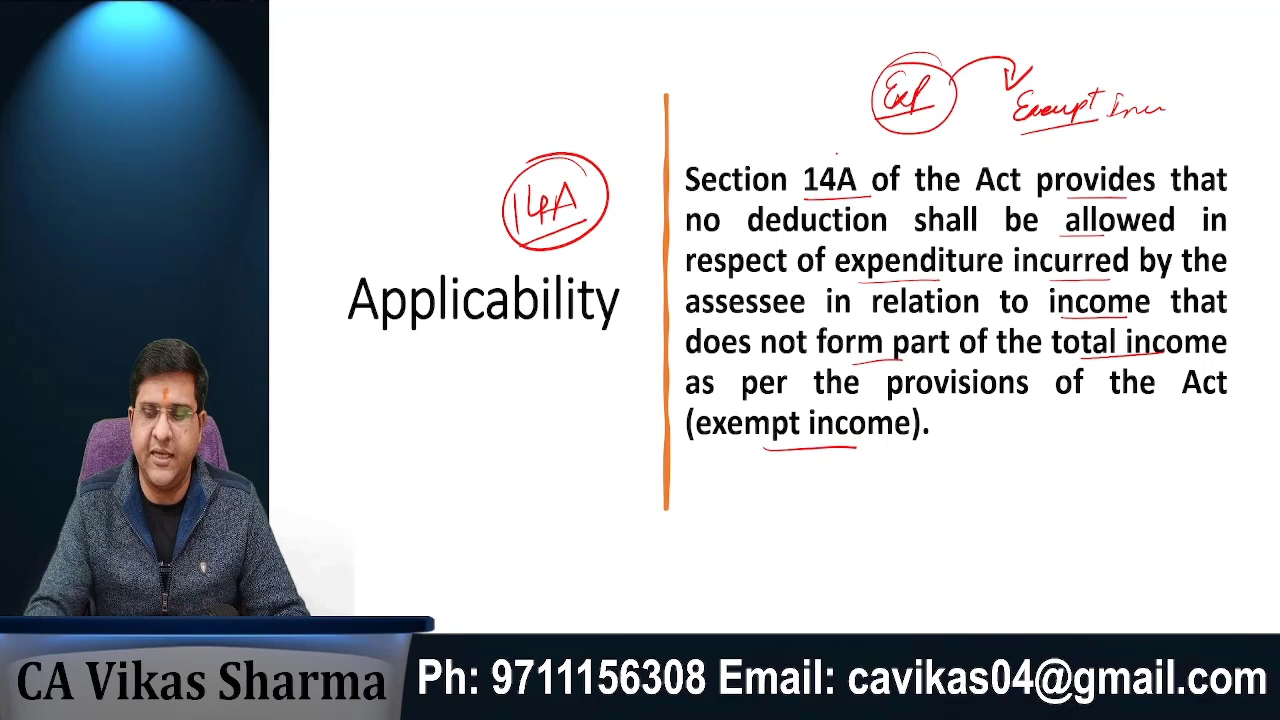 Exp
Exempt
14A
Applicability
Section 14A of the Act provides that
no deduction shall be allowed in
respect of expenditure incurred by the
assessee in relation to income that
does not form part of the total income
as per the provisions of the Act
(exempt income).
CA Vikas Sharma
Ph: 9711156308 Email: cavikas04@gmail.com